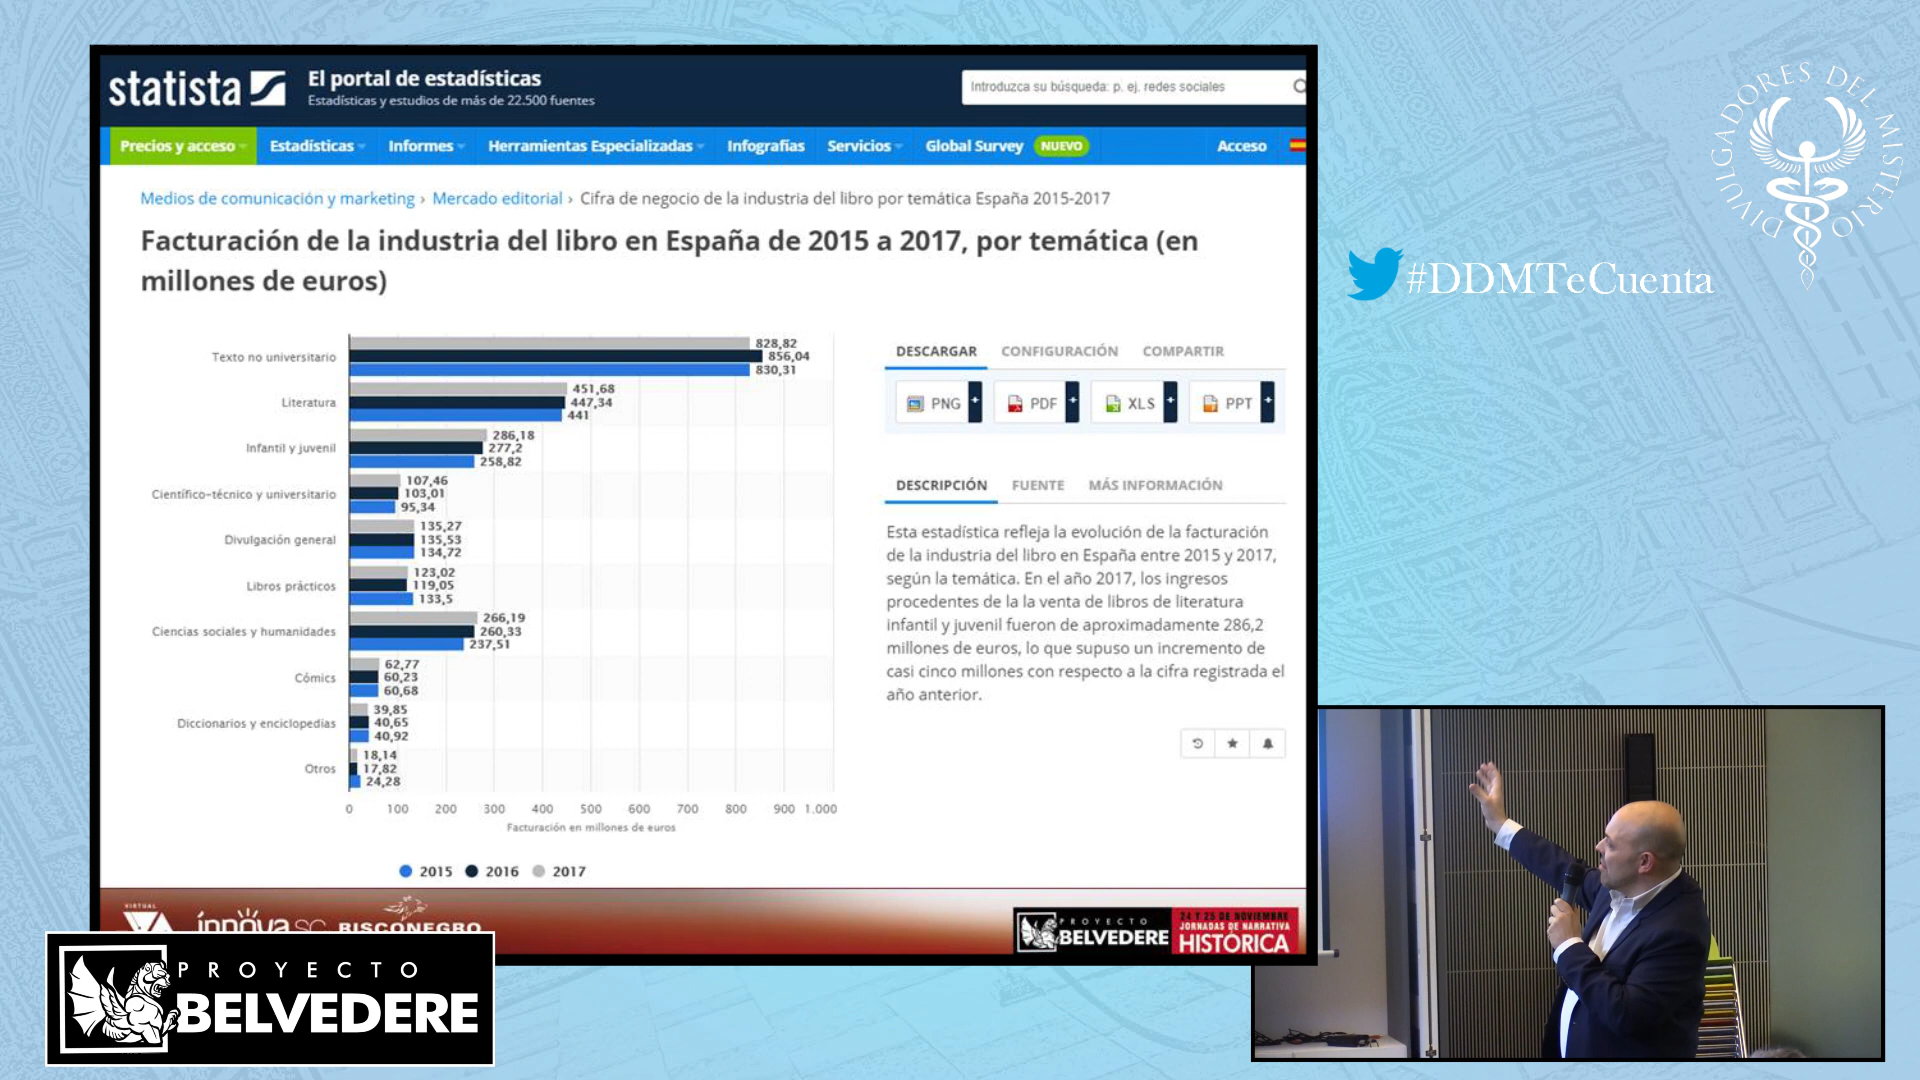 statista
El portal de estadísticas
Estadísticas y estudios de más de 22.500 fuentes
Introduzca su búsqueda: p. ej. redes sociales
Precios y acceso Estadísticas Informes Herramientas Especializadas Infografías Servicios Global Survey NUEVO Acceso
Medios de comunicación y marketing › Mercado editorial › Cifra de negocio de la industria del libro por temática España 2015-2017
Facturación de la industria del libro en España de 2015 a 2017, por temática (en
millones de euros)
Texto no universitario
828,82
856,04
830,31
Literatura
451,68
447,34
441
Infantil y juvenil
286,18
277,2
258,82
Científico-técnico y universitario
107,46
103,01
95,34
Divulgación general
135,27
135,53
134,72
Libros prácticos
123,02
119,05
133,5
Ciencias sociales y humanidades
266,19
260,33
237,51
Cómics
62,77
60,23
60,68
Diccionarios y enciclopedias
39,85
40,65
40,92
Otros
18,14
17,82
24,28
0 100 200 300 400 500 600 700 800 900 1.000
Facturación en millones de euros
2015 2016 2017
DESCARGAR CONFIGURACIÓN COMPARTIR
PNG + PDF + XLS + PPT +
DESCRIPCIÓN FUENTE MÁS INFORMACIÓN
Esta estadística refleja la evolución de la facturación
de la industria del libro en España entre 2015 y 2017,
según la temática. En el año 2017, los ingresos
procedentes de la la venta de libros de literatura
infantil y juvenil fueron de aproximadamente 286,2
millones de euros, lo que supuso un incremento de
casi cinco millones con respecto a la cifra registrada el
año anterior.
VIRTUAL
innova SC BISCONEGRO
PROYECTO
BELVEDERE
24 Y 25 DE NOVIEMBRE
JORNADAS DE NARRATIVA
HISTÓRICA
PROYECTO
BELVEDERE
#DDMTeCuenta
DIVULGADORES DEL MISTERIO